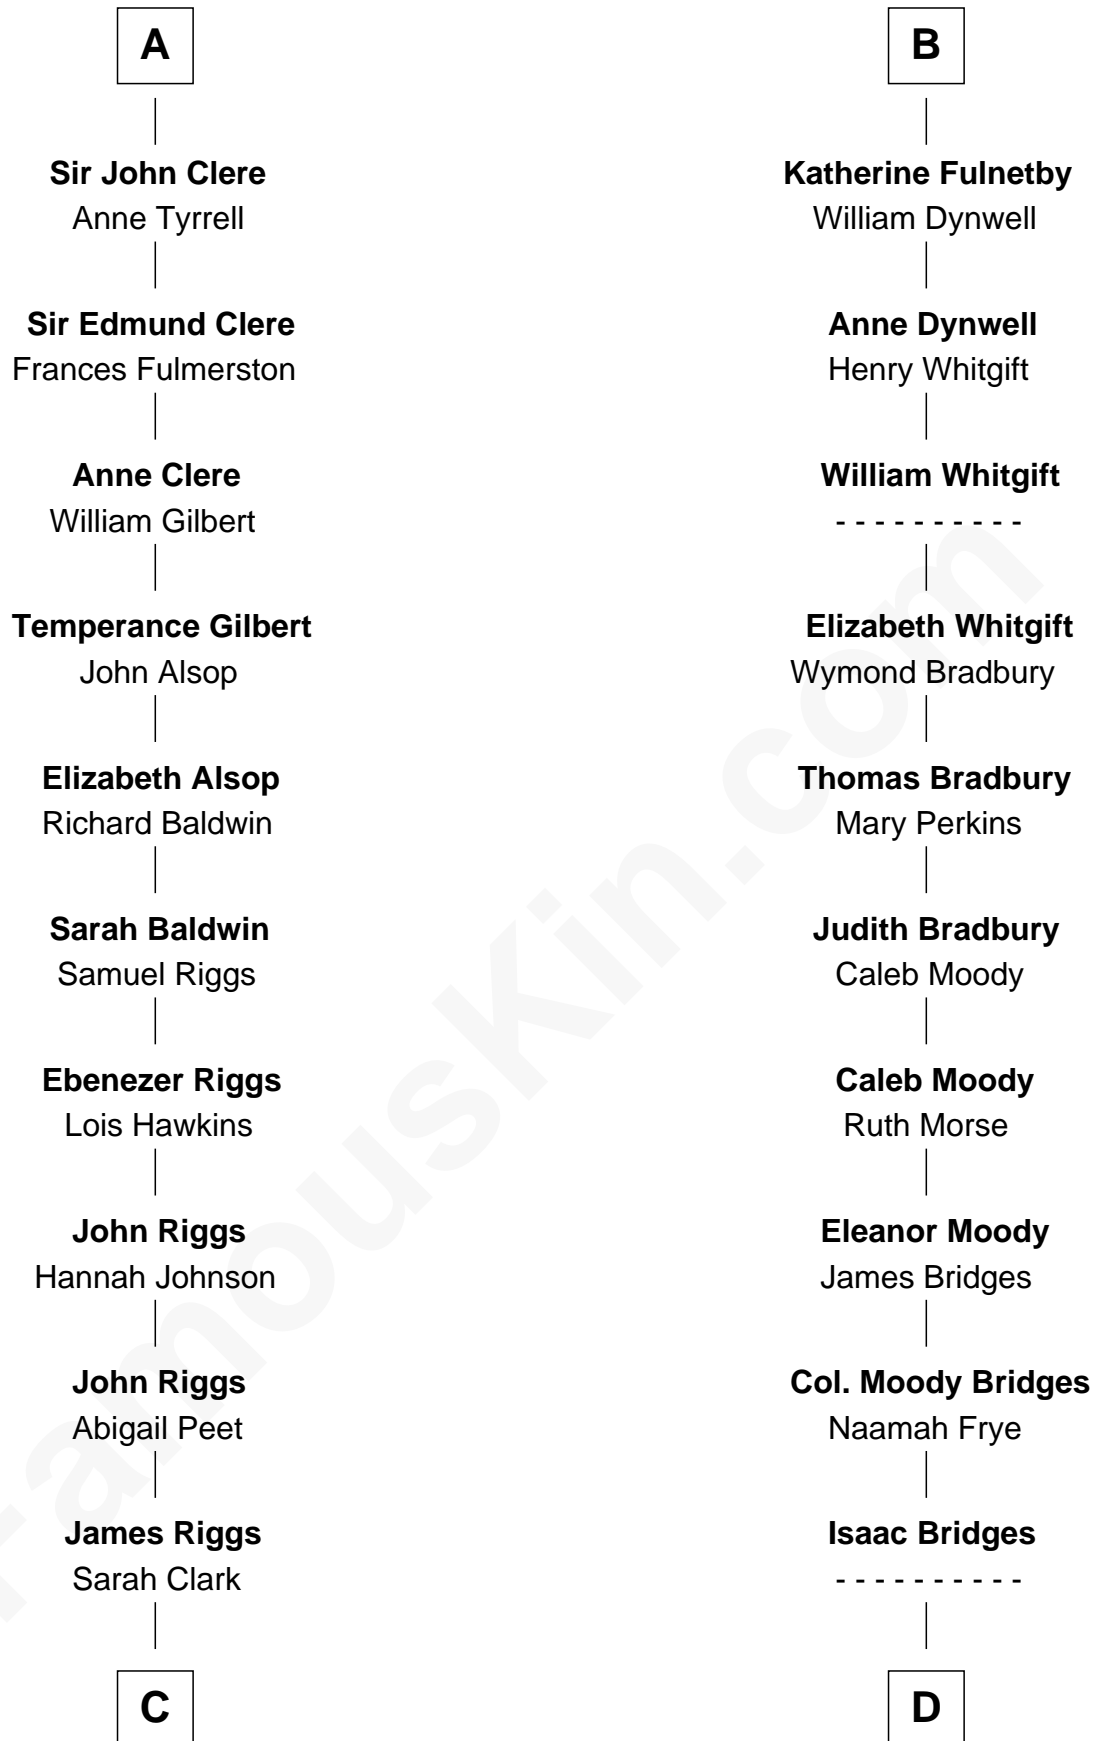 A
Sir John Clere
Anne Tyrrell
Sir Edmund Clere
Frances Fulmerston
Anne Clere
William Gilbert
Temperance Gilbert
John Alsop
Elizabeth Alsop
Richard Baldwin
Sarah Baldwin
Samuel Riggs
Ebenezer Riggs
Lois Hawkins
John Riggs
Hannah Johnson
John Riggs
Abigail Peet
James Riggs
Sarah Clark
C
B
Katherine Fulnetby
William Dynwell
Anne Dynwell
Henry Whitgift
William Whitgift
- - - - - - - - - -
Elizabeth Whitgift
Wymond Bradbury
Thomas Bradbury
Mary Perkins
Judith Bradbury
Caleb Moody
Caleb Moody
Ruth Morse
Eleanor Moody
James Bridges
Col. Moody Bridges
Naamah Frye
Isaac Bridges
- - - - - - - - - -
D
FamousKin.com